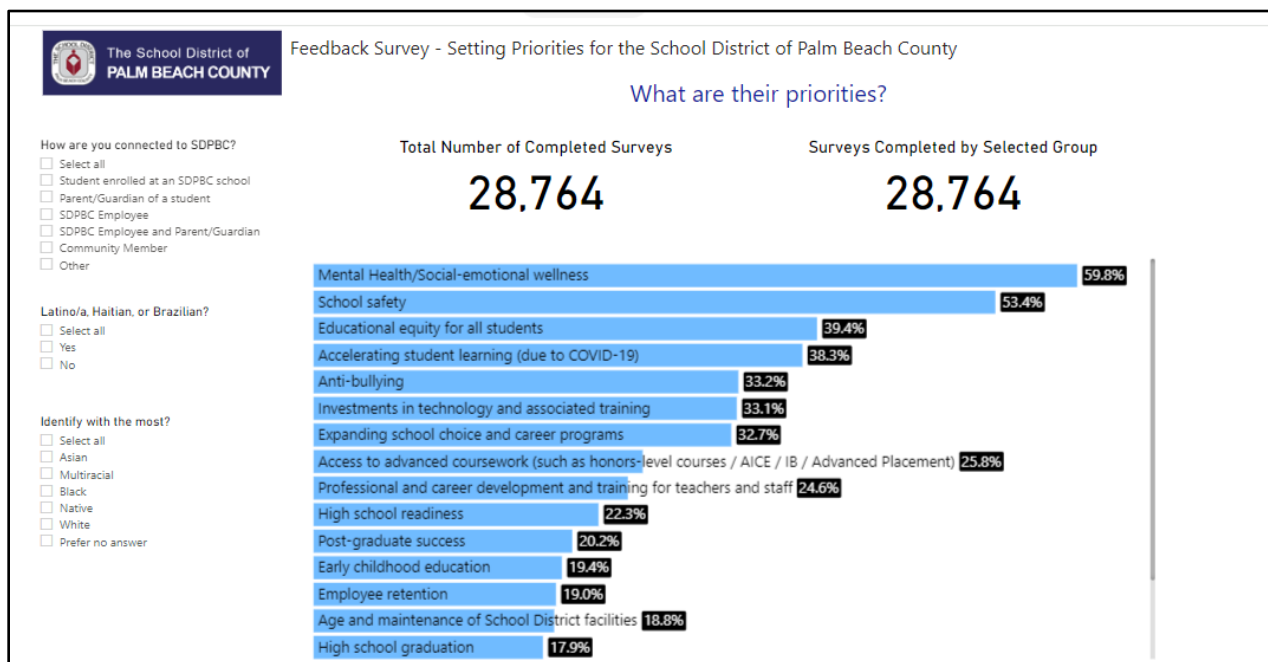 The School District of
PALM BEACH COUNTY
Feedback Survey - Setting Priorities for the School District of Palm Beach County
What are their priorities?
How are you connected to SDPBC?
Select all
Student enrolled at an SDPBC school
Parent/Guardian of a student
SDPBC Employee
SDPBC Employee and Parent/Guardian
Community Member
Other
Latino/a, Haitian, or Brazilian?
Select all
Yes
No
Identify with the most?
Select all
Asian
Multiracial
Black
Native
White
Prefer no answer
Total Number of Completed Surveys
28,764
Surveys Completed by Selected Group
28,764
Mental Health/Social-emotional wellness 59.8%
School safety 53.4%
Educational equity for all students 39.4%
Accelerating student learning (due to COVID-19) 38.3%
Anti-bullying 33.2%
Investments in technology and associated training 33.1%
Expanding school choice and career programs 32.7%
Access to advanced coursework (such as honors-level courses / AICE / IB / Advanced Placement) 25.8%
Professional and career development and training for teachers and staff 24.6%
High school readiness 22.3%
Post-graduate success 20.2%
Early childhood education 19.4%
Employee retention 19.0%
Age and maintenance of School District facilities 18.8%
High school graduation 17.9%